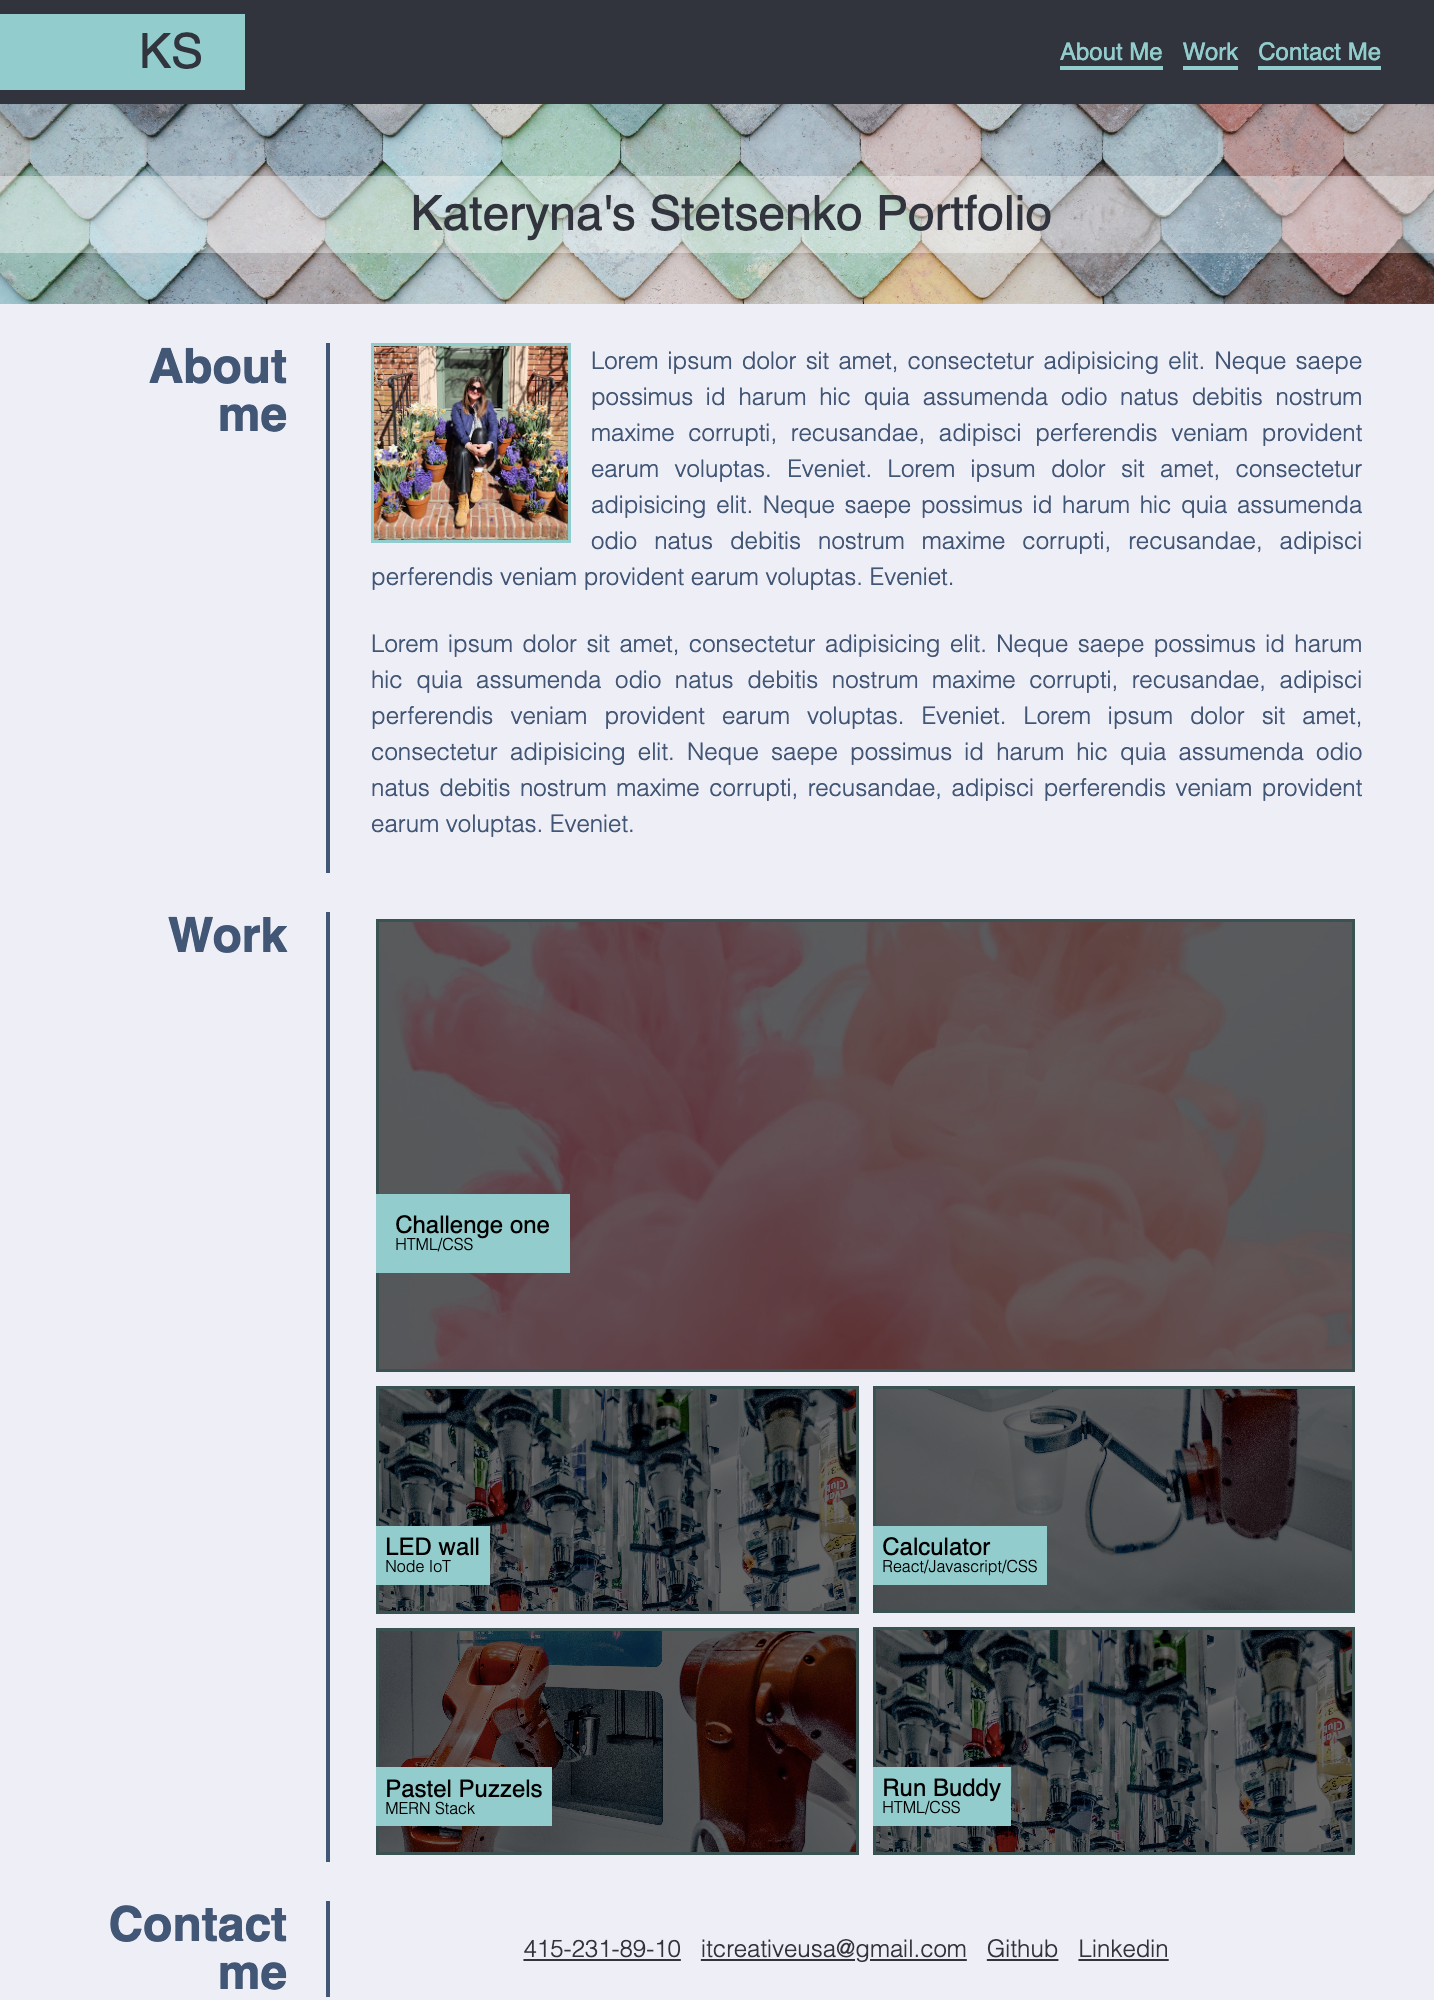 KS
About Me Work Contact Me
Kateryna's Stetsenko Portfolio
About
me
Lorem ipsum dolor sit amet, consectetur adipisicing elit. Neque saepe
possimus id harum hic quia assumenda odio natus debitis nostrum
maxime corrupti, recusandae, adipisci perferendis veniam provident
earum voluptas. Eveniet. Lorem ipsum dolor sit amet, consectetur
adipisicing elit. Neque saepe possimus id harum hic quia assumenda
odio natus debitis nostrum maxime corrupti, recusandae, adipisci
perferendis veniam provident earum voluptas. Eveniet.
Lorem ipsum dolor sit amet, consectetur adipisicing elit. Neque saepe possimus id harum
hic quia assumenda odio natus debitis nostrum maxime corrupti, recusandae, adipisci
perferendis veniam provident earum voluptas. Eveniet. Lorem ipsum dolor sit amet,
consectetur adipisicing elit. Neque saepe possimus id harum hic quia assumenda odio
natus debitis nostrum maxime corrupti, recusandae, adipisci perferendis veniam provident
earum voluptas. Eveniet.
Work
Challenge one
HTML/CSS
LED wall
Node IoT
Calculator
React/Javascript/CSS
Pastel Puzzels
MERN Stack
Run Buddy
HTML/CSS
Contact
me
415-231-89-10 itcreativeusa@gmail.com Github Linkedin